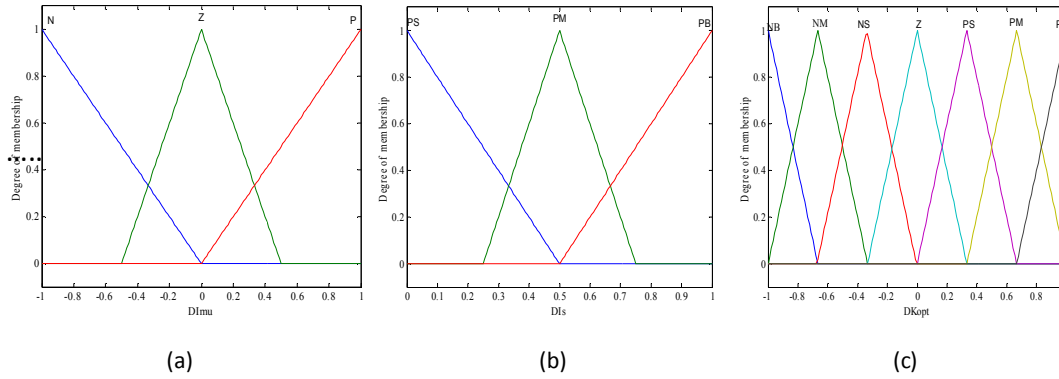 N Z P
Degree of membership
1
0.8
0.6
0.4
0.2
0
-1 -0.8 -0.6 -0.4 -0.2 0 0.2 0.4 0.6 0.8 1
DImu
(a)
PS PM PB
Degree of membership
1
0.8
0.6
0.4
0.2
0
0 0.1 0.2 0.3 0.4 0.5 0.6 0.7 0.8 0.9 1
DIs
(b)
NB NM NS Z PS PM
Degree of membership
1
0.8
0.6
0.4
0.2
0
-1 -0.8 -0.6 -0.4 -0.2 0 0.2 0.4 0.6 0.8
DKopt
(c)